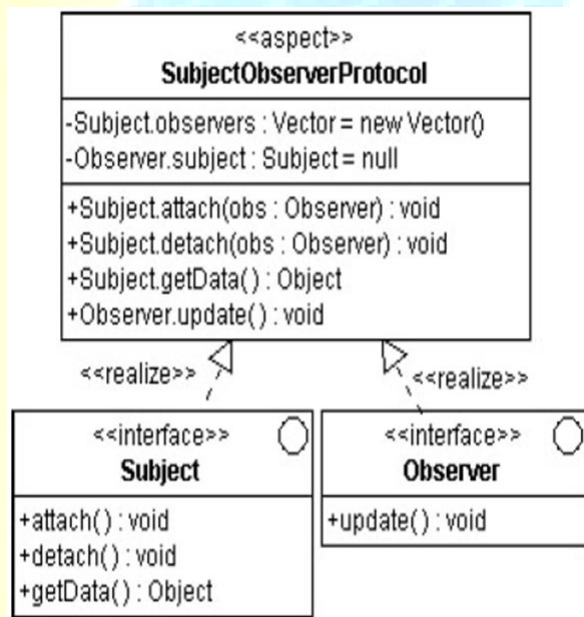 <<aspect>>
SubjectObserverProtocol
-Subject.observers : Vector = new Vector()
-Observer.subject : Subject = null
+Subject.attach(obs : Observer) : void
+Subject.detach(obs : Observer) : void
+Subject.getData() : Object
+Observer.update() : void
<<realize>>
<<realize>>
<<interface>>
Subject
+attach() : void
+detach() : void
+getData() : Object
<<interface>>
Observer
+update() : void